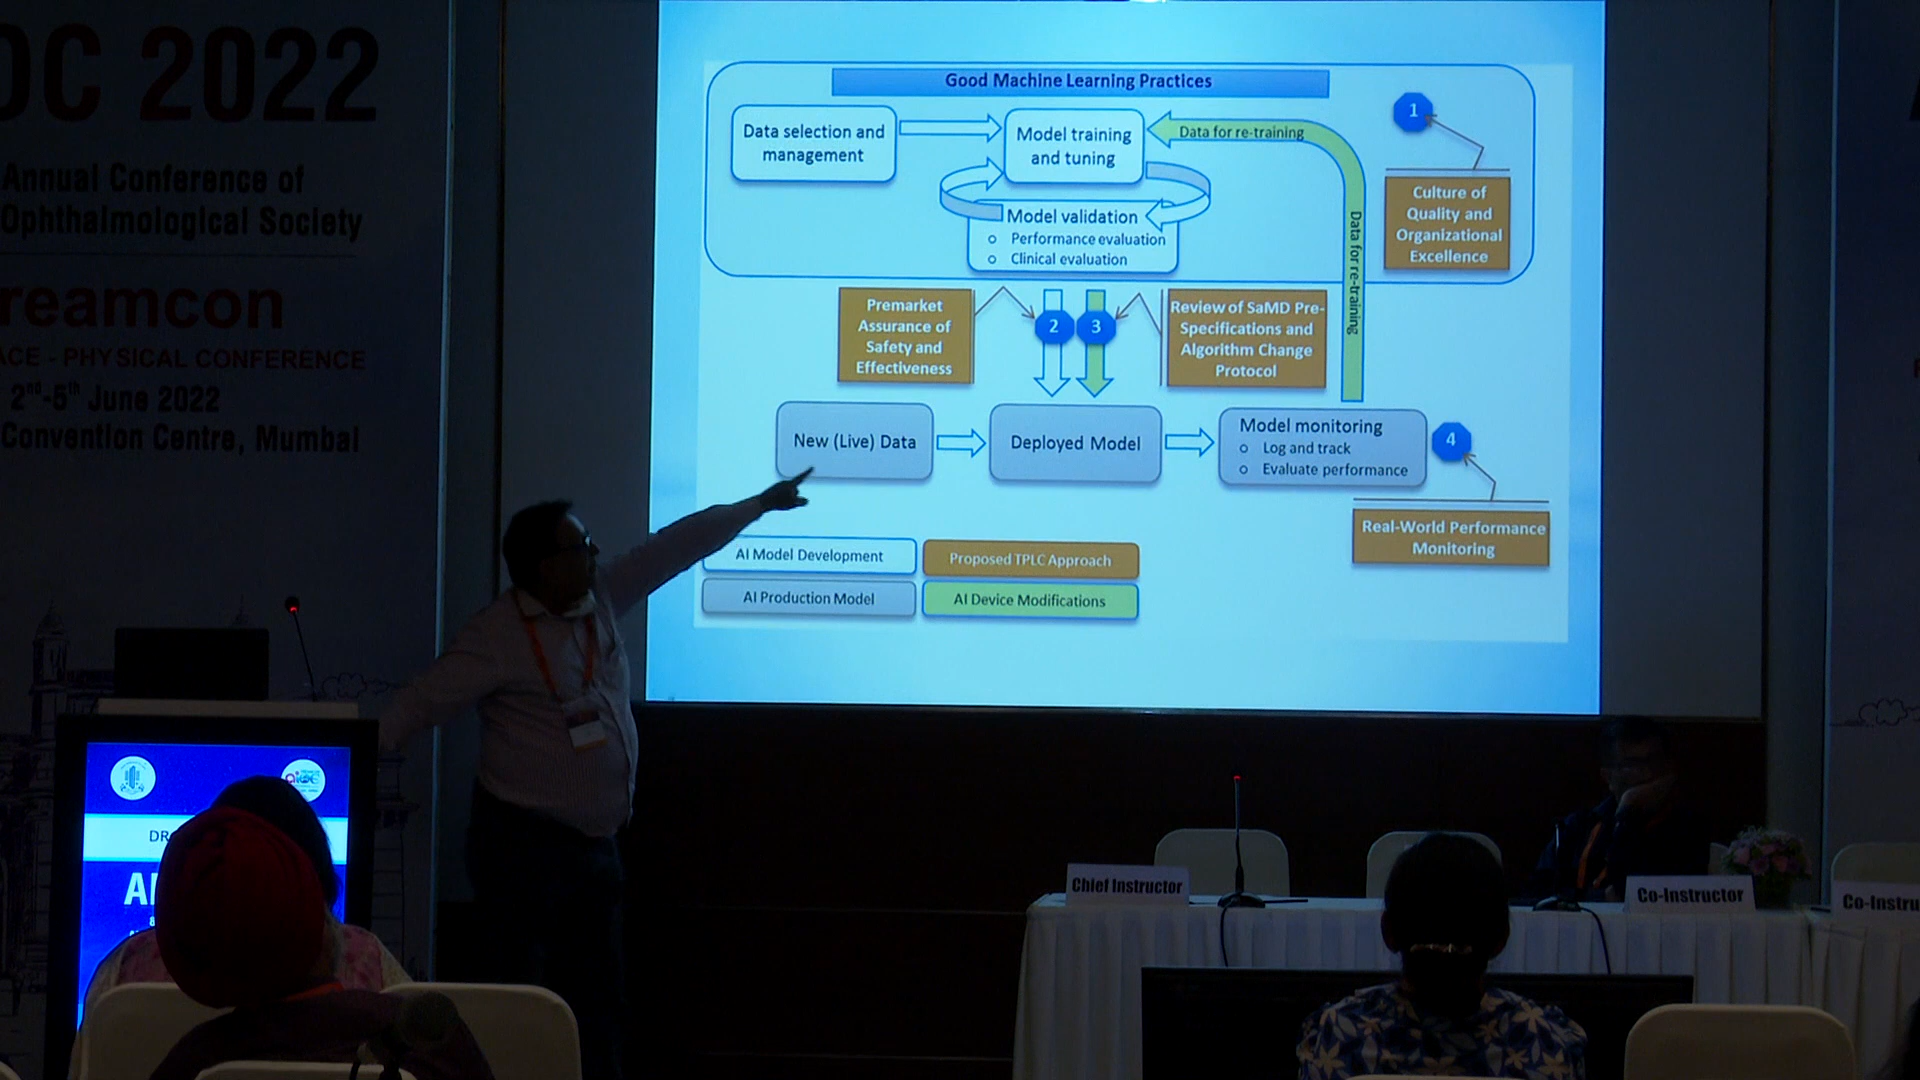 OC 2022
Annual Conference of
Ophthalmological Society
reamcon
ACE - PHYSICAL CONFERENCE
2nd-5th June 2022
Convention Centre, Mumbai
Good Machine Learning Practices
Data selection and
management
Model training
and tuning
Data for re-training
1
Culture of
Quality and
Organizational
Excellence
Model validation
Performance evaluation
Clinical evaluation
Data for re-training
Premarket
Assurance of
Safety and
Effectiveness
2
3
Review of SaMD Pre-
Specifications and
Algorithm Change
Protocol
New (Live) Data
Deployed Model
Model monitoring
Log and track
Evaluate performance
4
Real-World Performance
Monitoring
AI Model Development
Proposed TPLC Approach
AI Production Model
AI Device Modifications
DR
Chief Instructor
Co-Instructor
Co-Instru